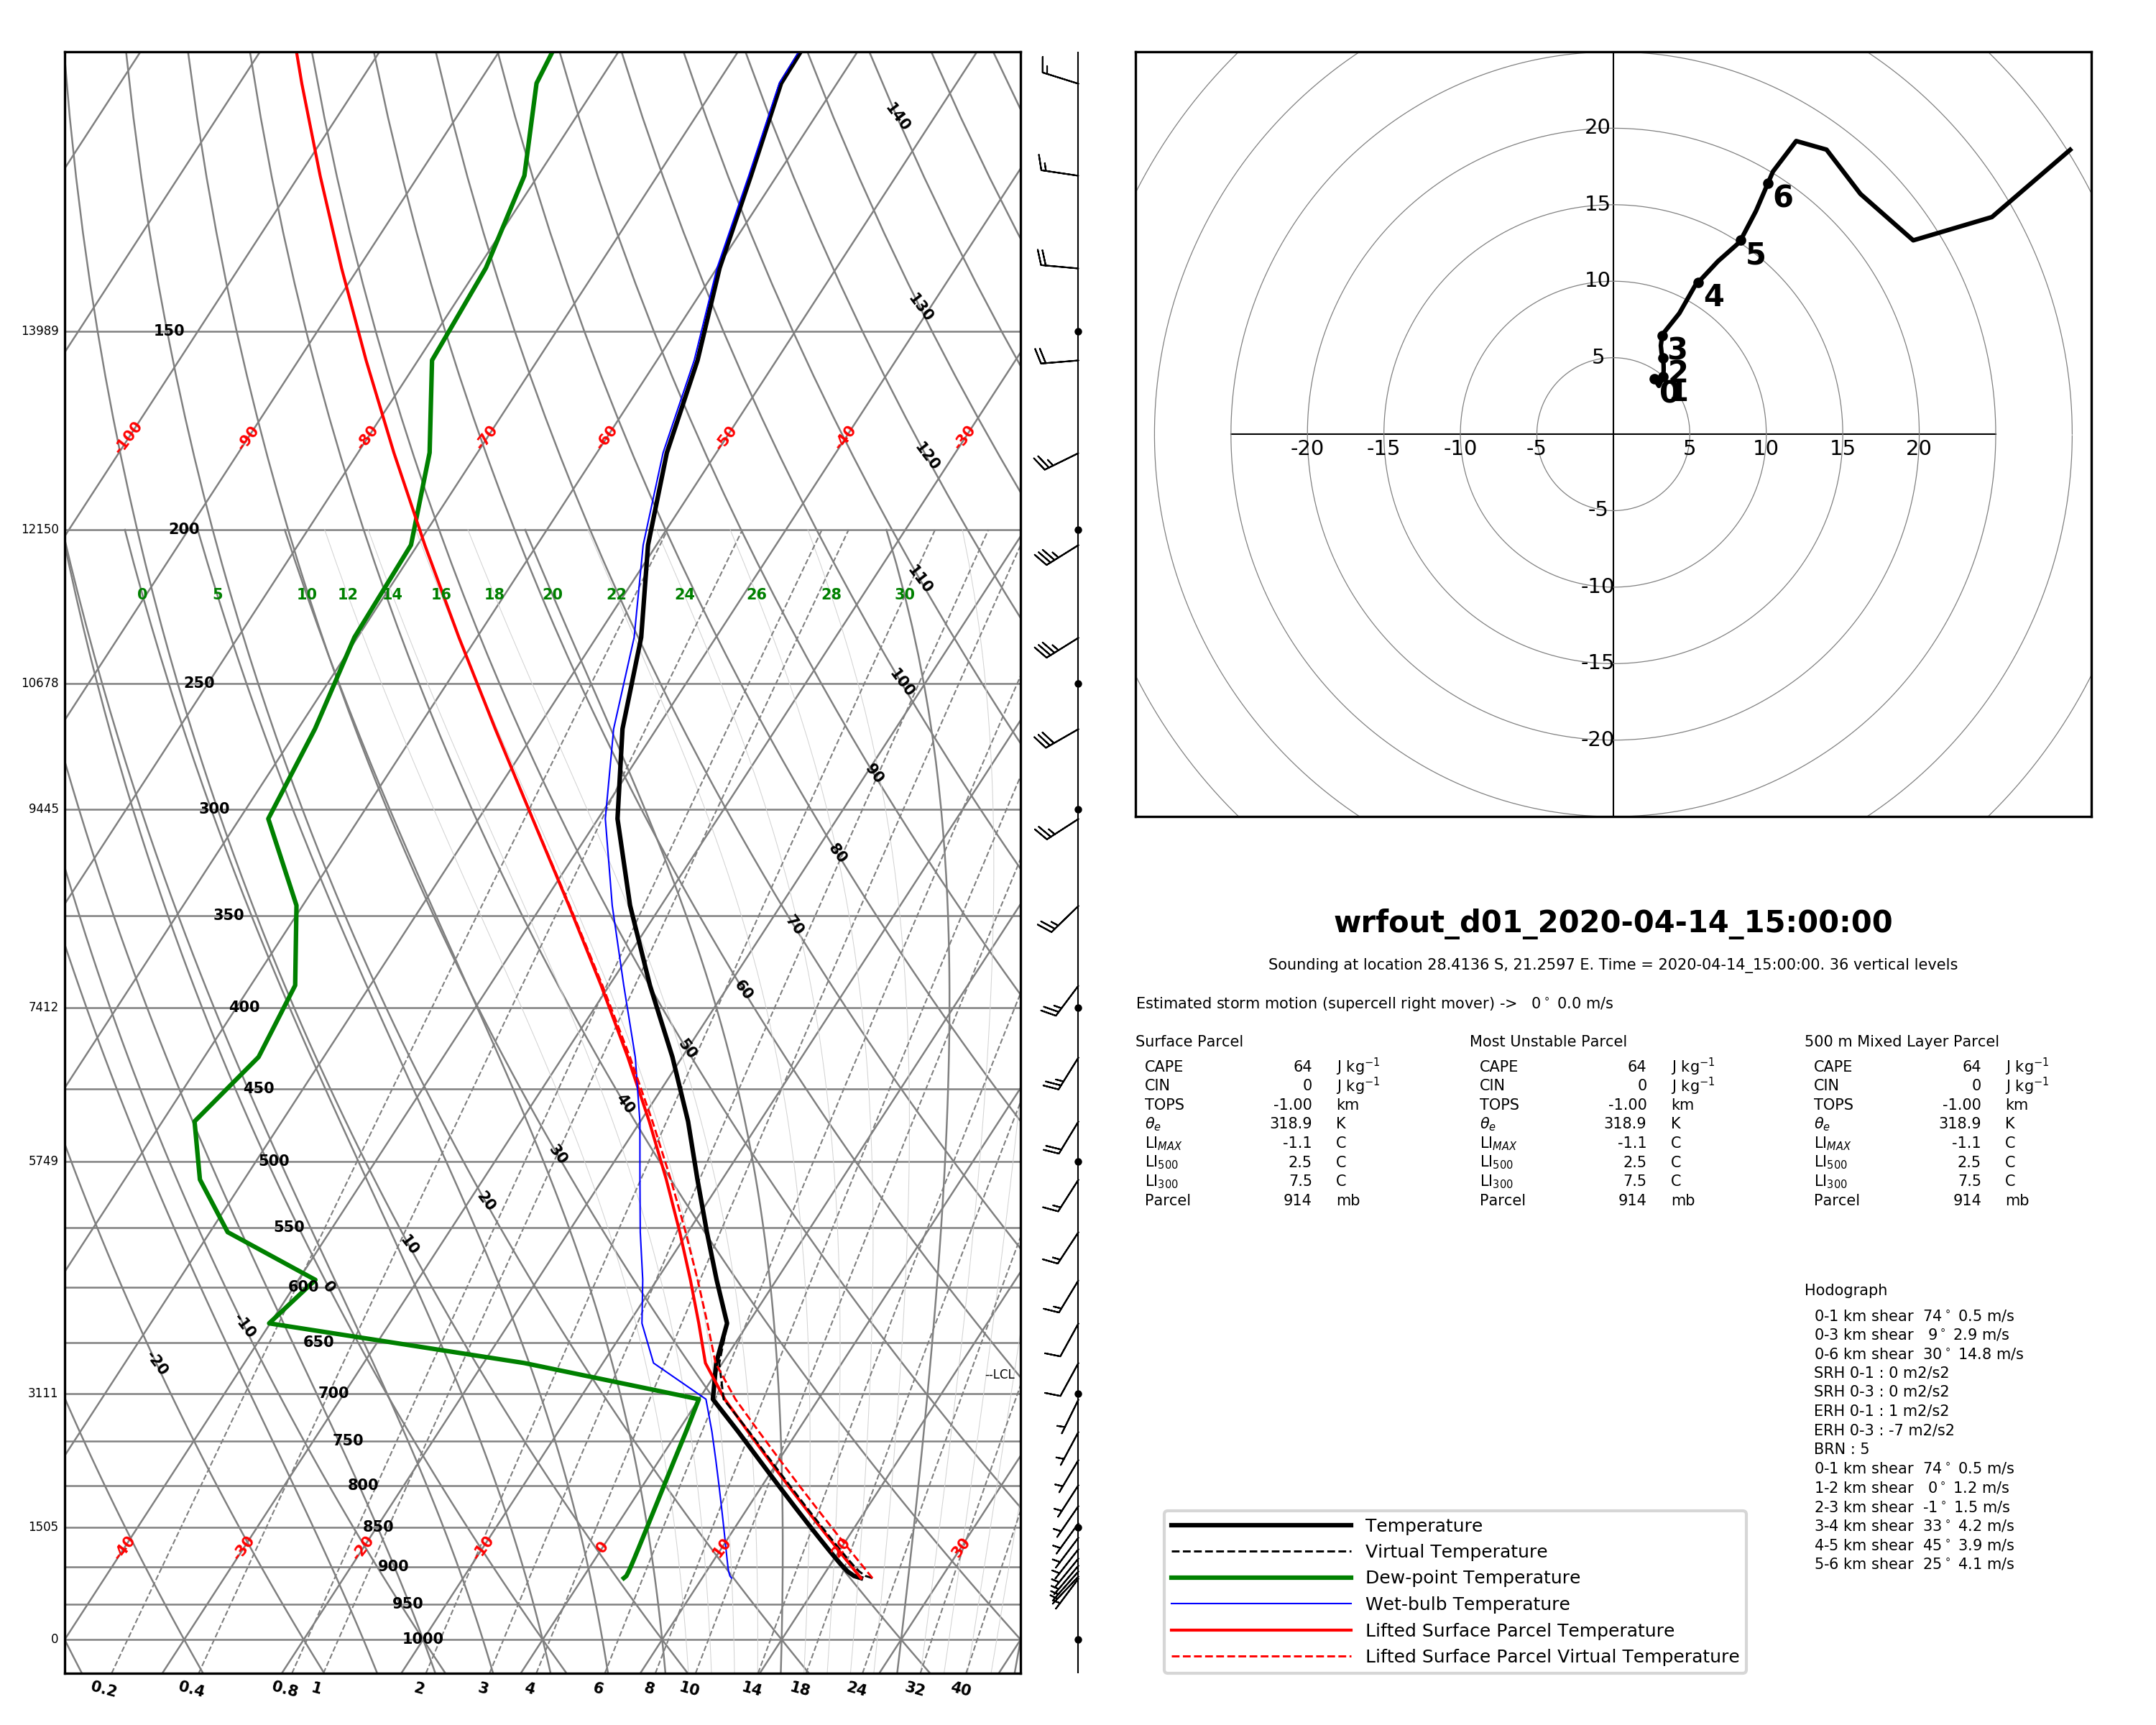 140
130
13989 150
-100 -90 -80 -70 -60 -50 -40 -30
120
12150 200
0 5 10 12 14 16 18 20 22 24 26 28 30
110
10678 250
100
90
9445 300
80
350
70
7412 400
60
50
450
40
5749 500
30
20
550
10
600 0
-10
650
-20
--LCL
3111 700
750
800
1505 850
-40 -30 -20 -10 0 10 20 30
900
950
0 1000
0.2 0.4 0.8 1 2 3 4 6 8 10 14 18 24 32 40
20
15
10
5
-20 -15 -10 -5 5 10 15 20
-5
-10
-15
-20
6
5
4
3
2
1
0
wrfout_d01_2020-04-14_15:00:00
Sounding at location 28.4136 S, 21.2597 E. Time = 2020-04-14_15:00:00. 36 vertical levels
Estimated storm motion (supercell right mover) -> 0° 0.0 m/s
Surface Parcel
CAPE 64 J kg⁻¹
CIN 0 J kg⁻¹
TOPS -1.00 km
θe 318.9 K
LIMAX -1.1 C
LI500 2.5 C
LI300 7.5 C
Parcel 914 mb
Most Unstable Parcel
CAPE 64 J kg⁻¹
CIN 0 J kg⁻¹
TOPS -1.00 km
θe 318.9 K
LIMAX -1.1 C
LI500 2.5 C
LI300 7.5 C
Parcel 914 mb
500 m Mixed Layer Parcel
CAPE 64 J kg⁻¹
CIN 0 J kg⁻¹
TOPS -1.00 km
θe 318.9 K
LIMAX -1.1 C
LI500 2.5 C
LI300 7.5 C
Parcel 914 mb
Hodograph
0-1 km shear 74° 0.5 m/s
0-3 km shear 9° 2.9 m/s
0-6 km shear 30° 14.8 m/s
SRH 0-1 : 0 m2/s2
SRH 0-3 : 0 m2/s2
ERH 0-1 : 1 m2/s2
ERH 0-3 : -7 m2/s2
BRN : 5
0-1 km shear 74° 0.5 m/s
1-2 km shear 0° 1.2 m/s
2-3 km shear -1° 1.5 m/s
3-4 km shear 33° 4.2 m/s
4-5 km shear 45° 3.9 m/s
5-6 km shear 25° 4.1 m/s
Temperature
Virtual Temperature
Dew-point Temperature
Wet-bulb Temperature
Lifted Surface Parcel Temperature
Lifted Surface Parcel Virtual Temperature